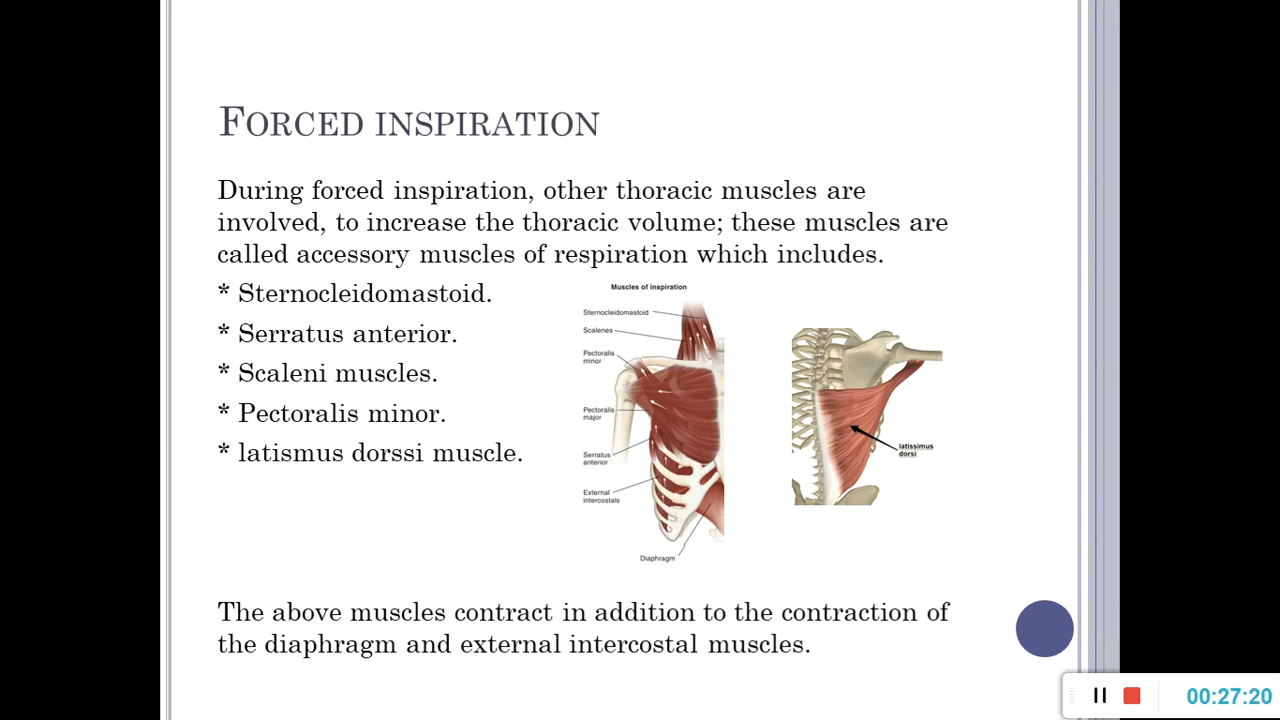 FORCED INSPIRATION
During forced inspiration, other thoracic muscles are
involved, to increase the thoracic volume; these muscles are
called accessory muscles of respiration which includes.
* Sternocleidomastoid.
* Serratus anterior.
* Scaleni muscles.
* Pectoralis minor.
* latismus dorssi muscle.
Muscles of inspiration
Sternocleidomastoid
Scalenes
Pectoralis
minor
Pectoralis
major
Serratus
anterior
External
intercostals
Diaphragm
latissimus
dorsi
The above muscles contract in addition to the contraction of
the diaphragm and external intercostal muscles.
00:27:20